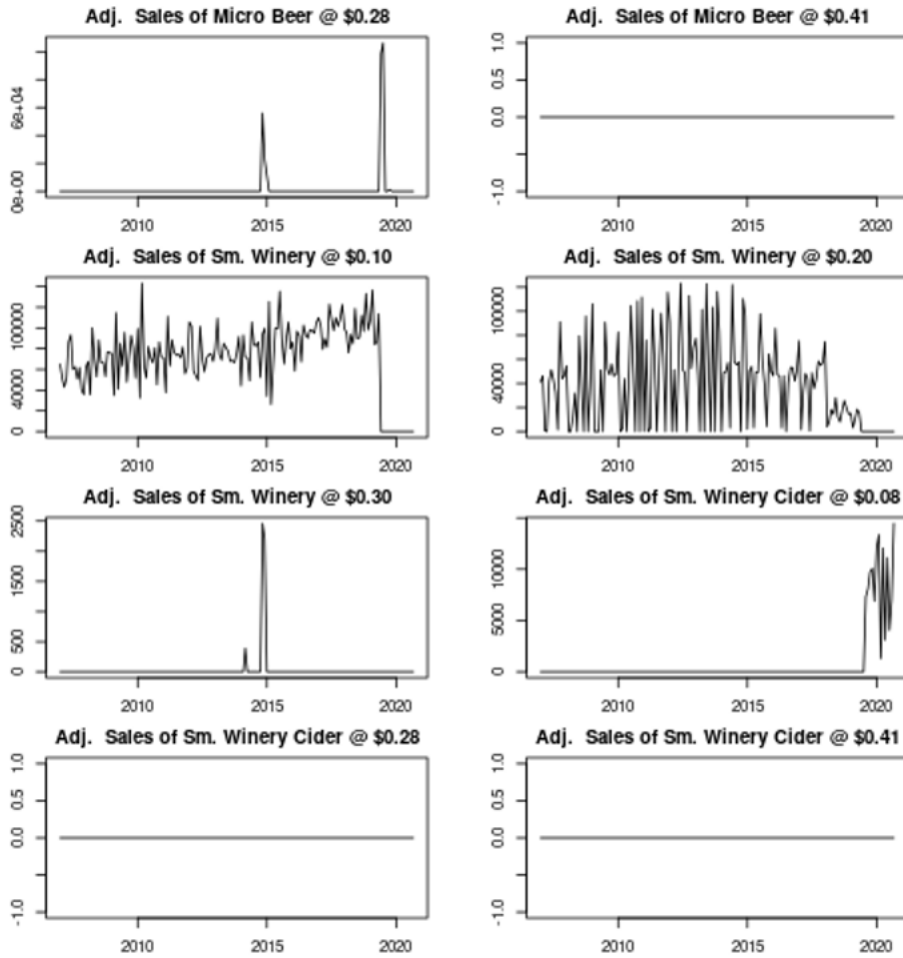 Adj. Sales of Micro Beer @ $0.28
6e+04
0e+00
2010 2015 2020
Adj. Sales of Micro Beer @ $0.41
1.0
0.5
0.0
-1.0
2010 2015 2020
Adj. Sales of Sm. Winery @ $0.10
100000
40000
0
2010 2015 2020
Adj. Sales of Sm. Winery @ $0.20
100000
40000
0
2010 2015 2020
Adj. Sales of Sm. Winery @ $0.30
2500
1500
500
0
2010 2015 2020
Adj. Sales of Sm. Winery Cider @ $0.08
10000
5000
0
2010 2015 2020
Adj. Sales of Sm. Winery Cider @ $0.28
1.0
0.5
0.0
-1.0
2010 2015 2020
Adj. Sales of Sm. Winery Cider @ $0.41
1.0
0.5
0.0
-1.0
2010 2015 2020